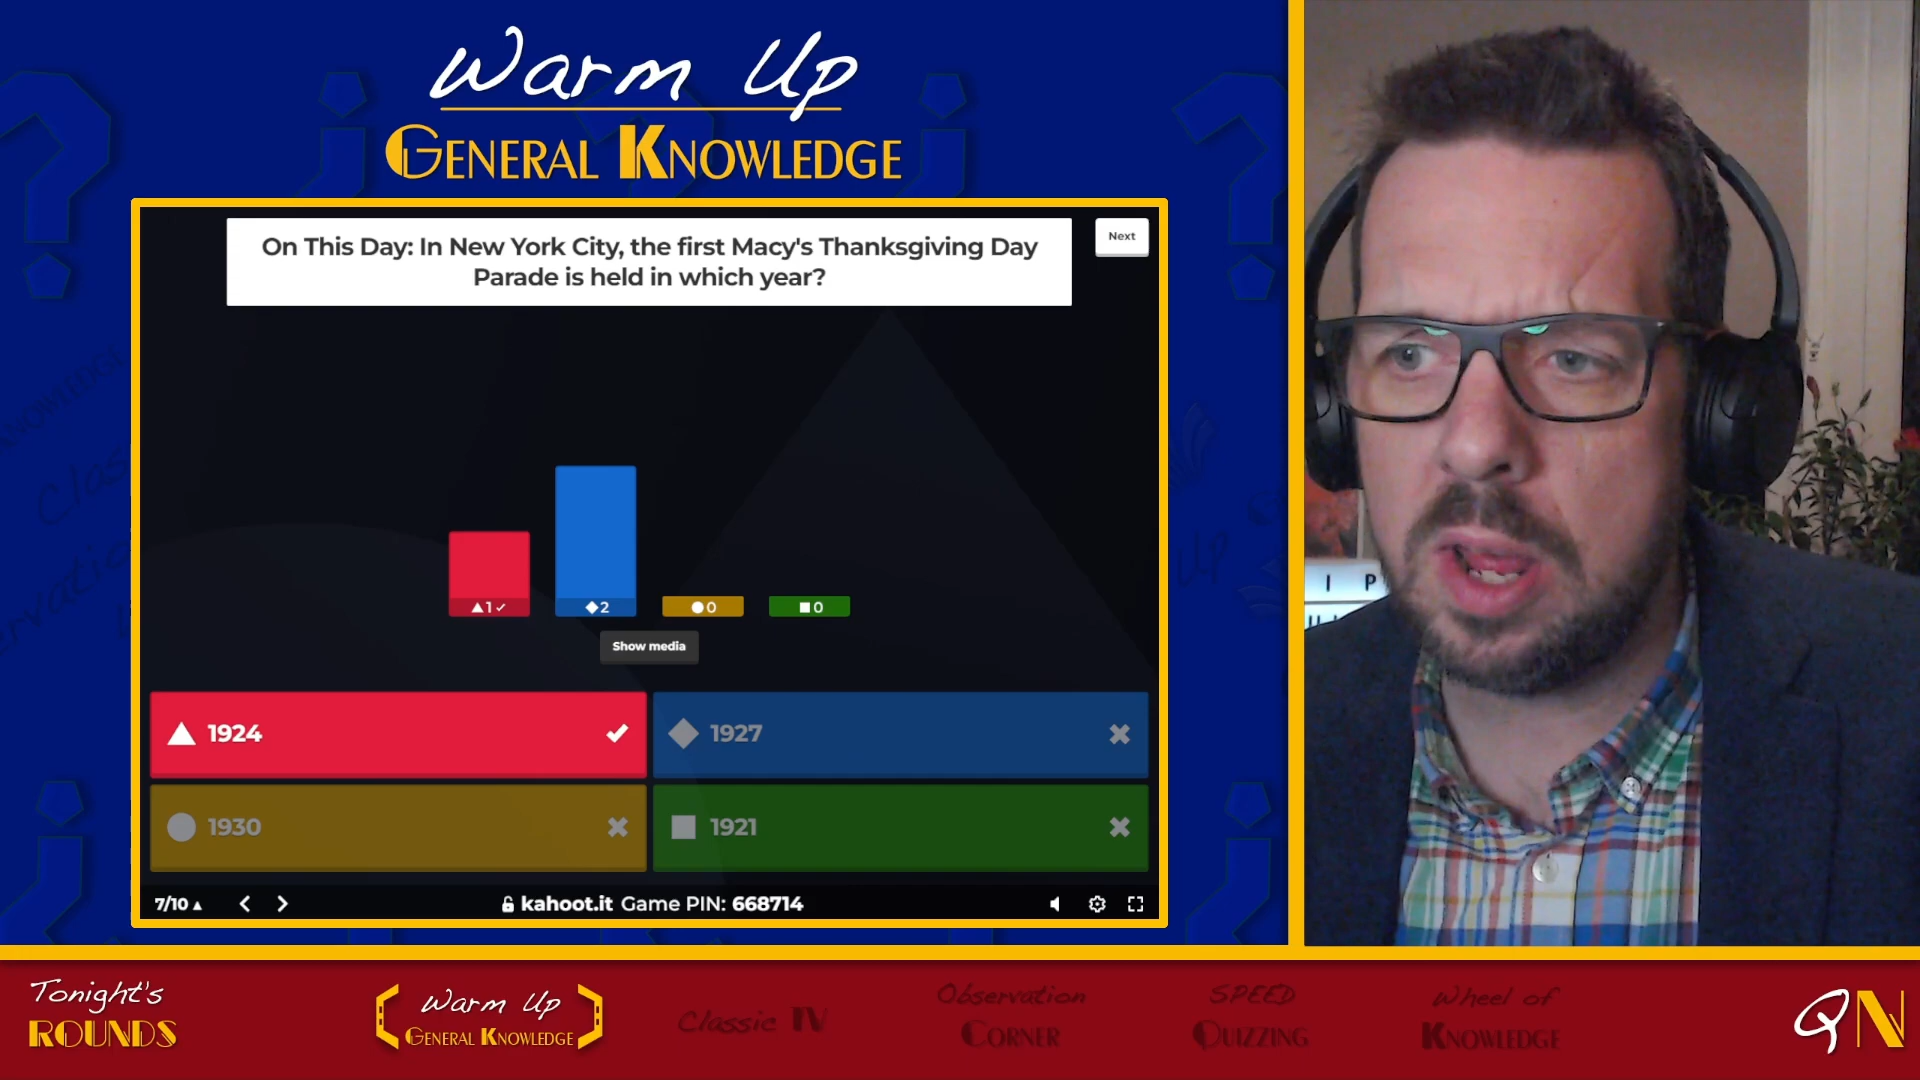 Warm Up
GENERAL KNOWLEDGE
On This Day: In New York City, the first Macy's Thanksgiving Day
Parade is held in which year?
Next
1
2
0
0
Show media
1924
1927
1930
1921
7/10
kahoot.it Game PIN: 668714
I P
Tonight's
ROUNDS
Warm Up
GENERAL KNOWLEDGE
Classic TV
Observation
CORNER
SPEED
QUIZZING
Wheel of
KNOWLEDGE
QN